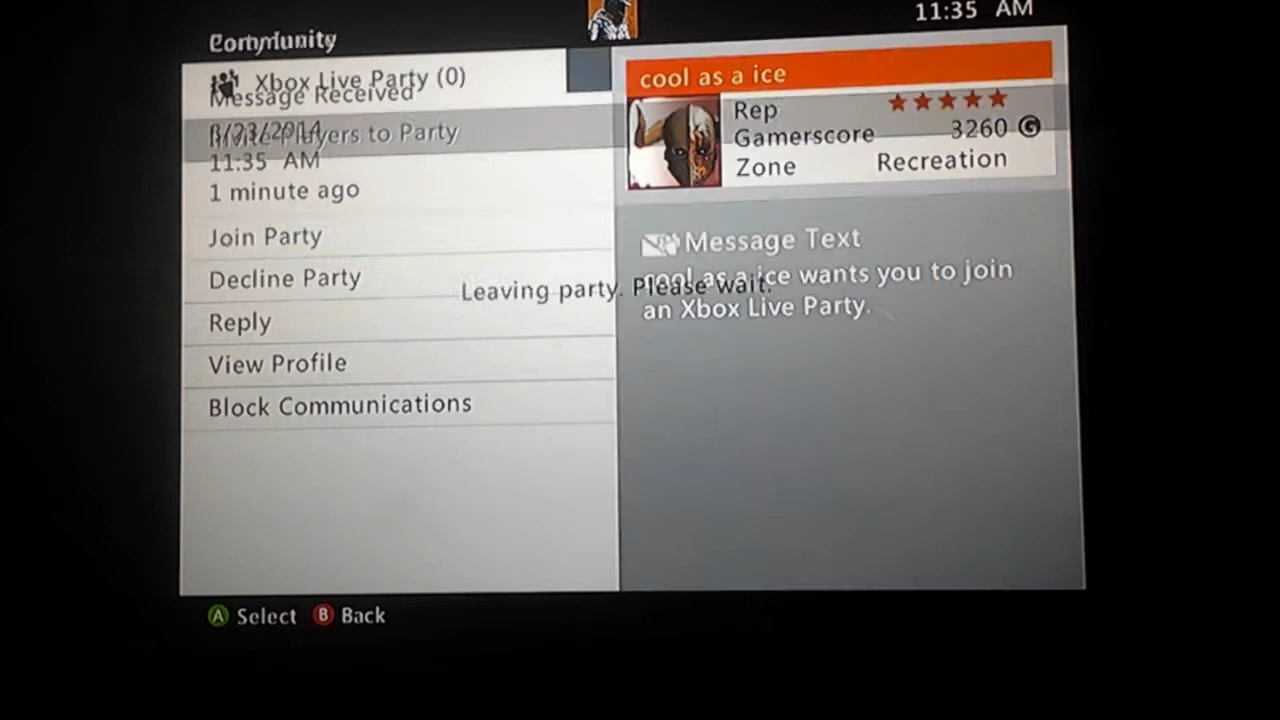 11:35 AM
Community
Xbox Live Party (0)
Message Received
Invite Players to Party
11:35 AM
1 minute ago
Join Party
Decline Party
Reply
View Profile
Block Communications
Leaving party. Please wait.
cool as a ice
Rep
Gamerscore 3260 G
Zone Recreation
Message Text
cool as a ice wants you to join
an Xbox Live Party.
A Select B Back